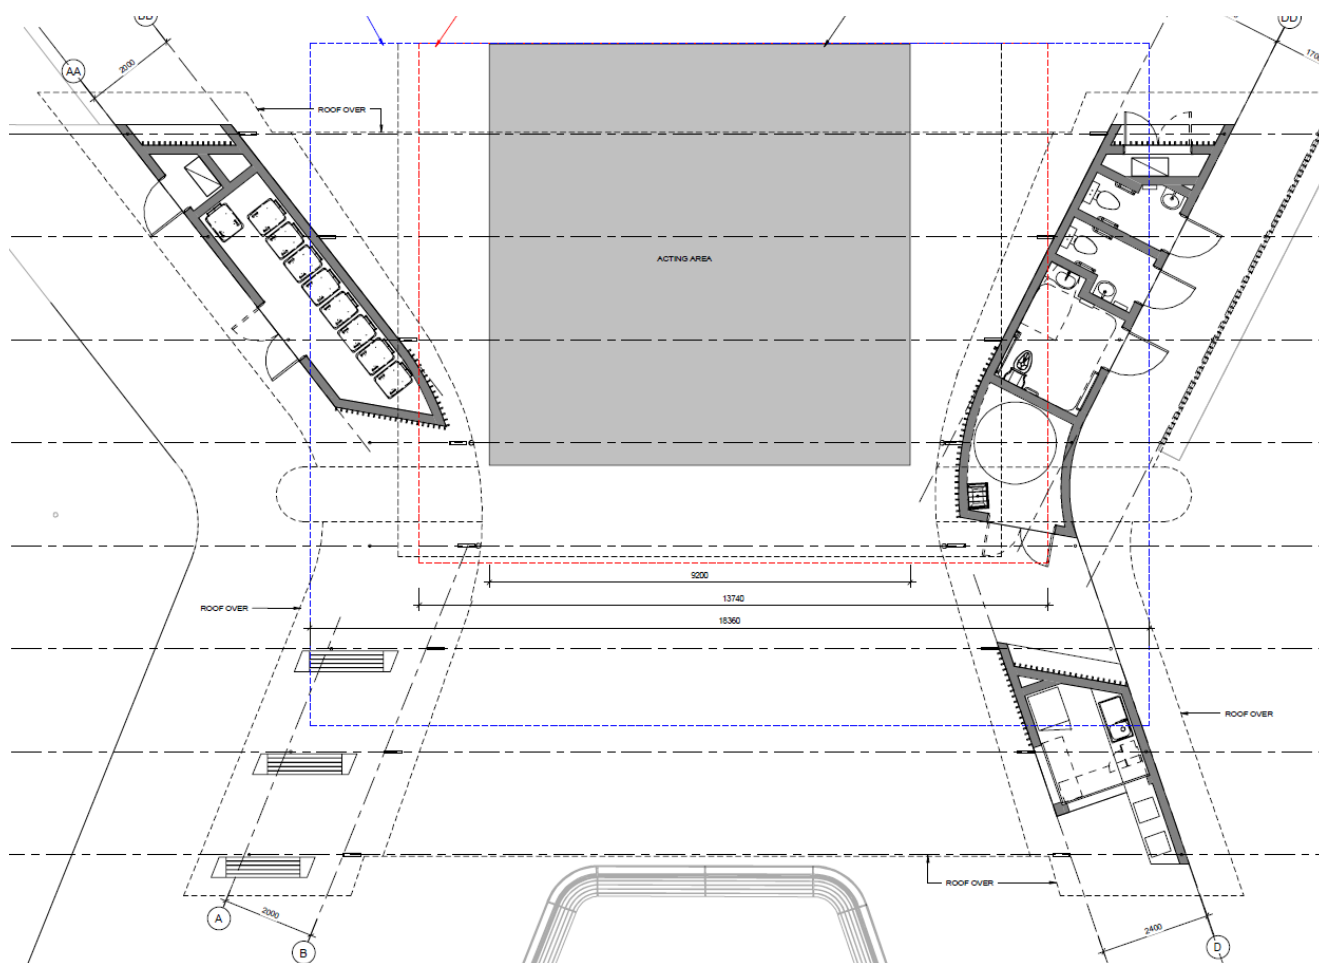 BB
DD
AA
2000
1700
ROOF OVER
ACTING AREA
9200
13740
ROOF OVER
18360
ROOF OVER
ROOF OVER
A
2000
B
2400
D